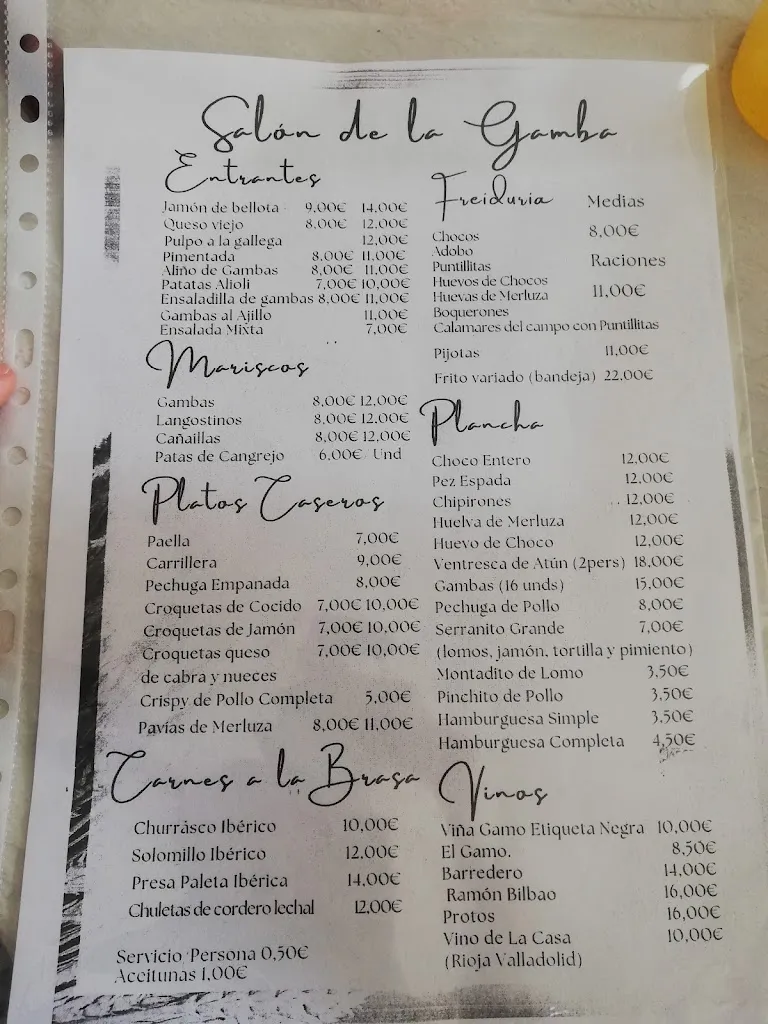 Salón de la Gamba
Entrantes
Jamón de bellota 9,00€ 14,00€
Queso viejo 8,00€ 12,00€
Pulpo a la gallega 12,00€
Pimentada 8,00€ 11,00€
Aliño de Gambas 8,00€ 11,00€
Patatas Alioli 7,00€ 10,00€
Ensaladilla de gambas 8,00€ 11,00€
Gambas al Ajillo 11,00€
Ensalada Mixta 7,00€
Mariscos
Gambas 8,00€ 12,00€
Langostinos 8,00€ 12,00€
Cañaillas 8,00€ 12,00€
Patas de Cangrejo 6,00€ Und
Platos Caseros
Paella 7,00€
Carrillera 9,00€
Pechuga Empanada 8,00€
Croquetas de Cocido 7,00€ 10,00€
Croquetas de Jamón 7,00€ 10,00€
Croquetas queso 7,00€ 10,00€
de cabra y nueces
Crispy de Pollo Completa 5,00€
Pavías de Merluza 8,00€ 11,00€
Carnes a la Brasa
Churrásco Ibérico 10,00€
Solomillo Ibérico 12,00€
Presa Paleta Ibérica 14,00€
Chuletas de cordero lechal 12,00€
Servicio/Persona 0,50€
Aceitunas 1,00€
Freiduria Medias
Chocos 8,00€
Adobo
Puntillitas Raciones
Huevos de Chocos
Huevas de Merluza 11,00€
Boquerones
Calamares del campo con Puntillitas
Pijotas 11,00€
Frito variado (bandeja) 22,00€
Plancha
Choco Entero 12,00€
Pez Espada 12,00€
Chipirones 12,00€
Huelva de Merluza 12,00€
Huevo de Choco 12,00€
Ventresca de Atún (2pers) 18,00€
Gambas (16 unds) 15,00€
Pechuga de Pollo 8,00€
Serranito Grande 7,00€
(lomos, jamón, tortilla y pimiento)
Montadito de Lomo 3,50€
Pinchito de Pollo 3,50€
Hamburguesa Simple 3,50€
Hamburguesa Completa 4,50€
Vinos
Viña Gamo Etiqueta Negra 10,00€
El Gamo. 8,50€
Barredero 14,00€
Ramón Bilbao 16,00€
Protos 16,00€
Vino de La Casa 10,00€
(Rioja Valladolid)